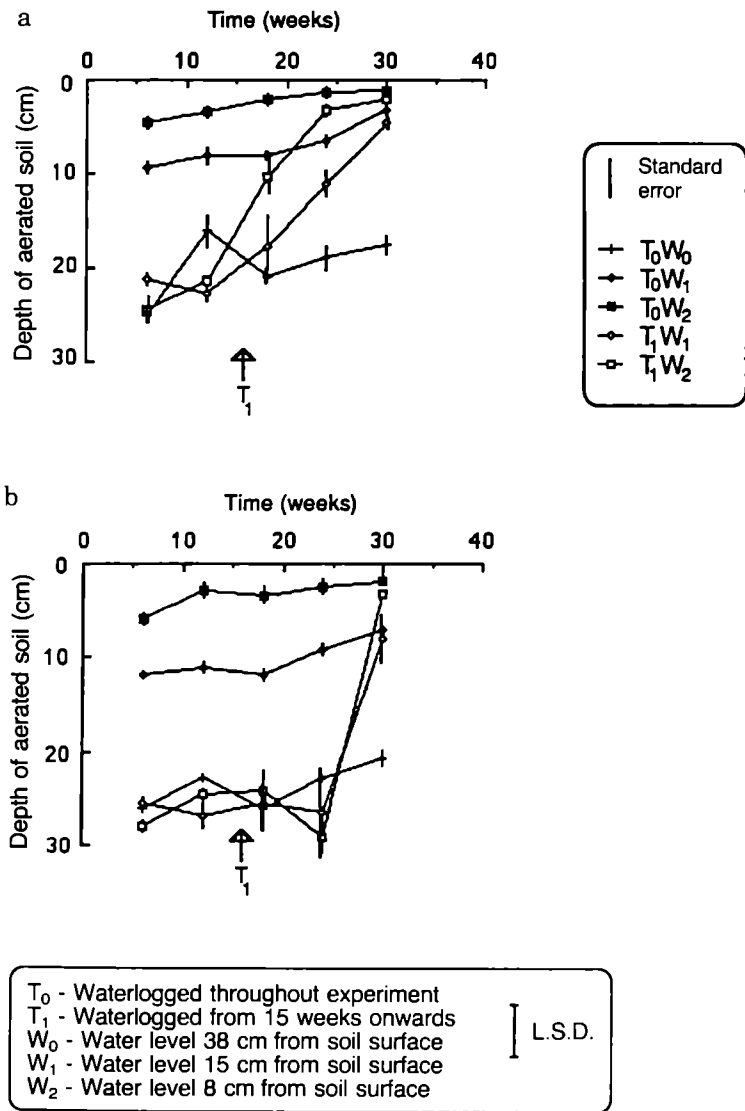 a
Time (weeks)
0 10 20 30 40
Depth of aerated soil (cm)
0
10
20
30
T₁
Standard
error
T₀W₀
T₀W₁
T₀W₂
T₁W₁
T₁W₂
b
Time (weeks)
0 10 20 30 40
Depth of aerated soil (cm)
0
10
20
30
T₁
T₀ - Waterlogged throughout experiment
T₁ - Waterlogged from 15 weeks onwards
W₀ - Water level 38 cm from soil surface
W₁ - Water level 15 cm from soil surface
W₂ - Water level 8 cm from soil surface
L.S.D.